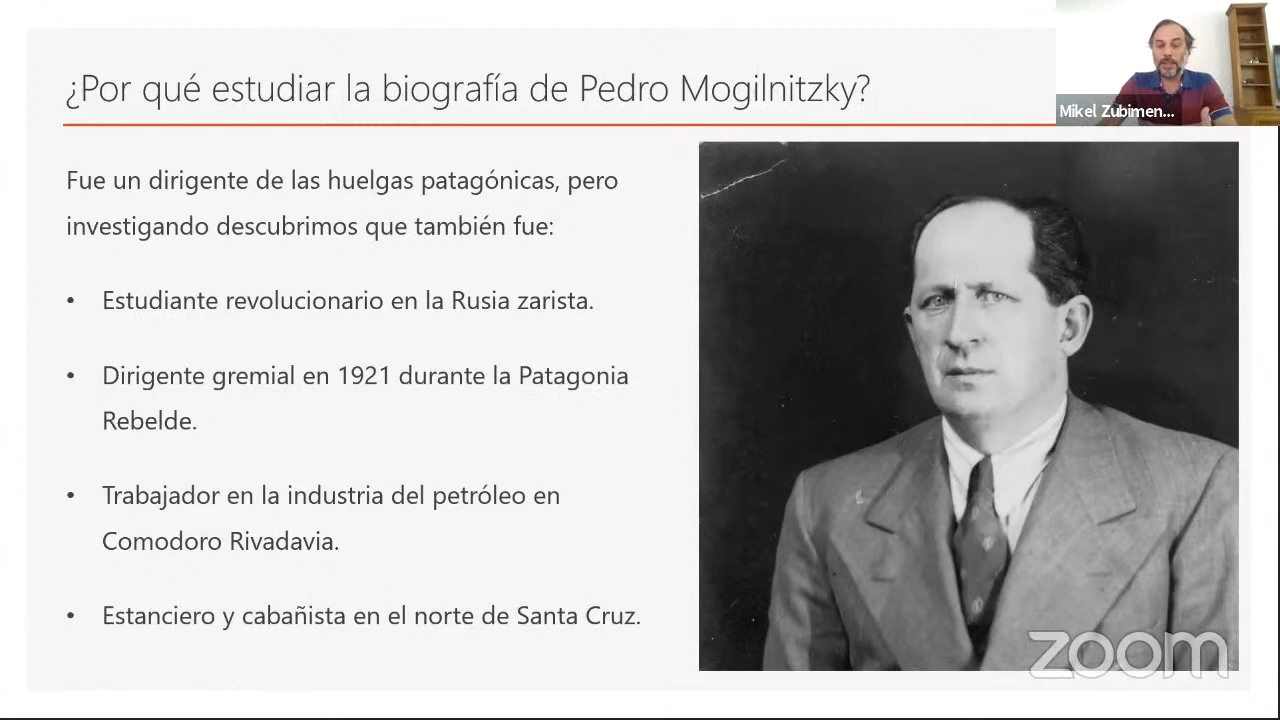 ¿Por qué estudiar la biografía de Pedro Mogilnitzky?
Mikel Zubimen...
Fue un dirigente de las huelgas patagónicas, pero
investigando descubrimos que también fue:
• Estudiante revolucionario en la Rusia zarista.
• Dirigente gremial en 1921 durante la Patagonia
Rebelde.
• Trabajador en la industria del petróleo en
Comodoro Rivadavia.
• Estanciero y cabañista en el norte de Santa Cruz.
zoom